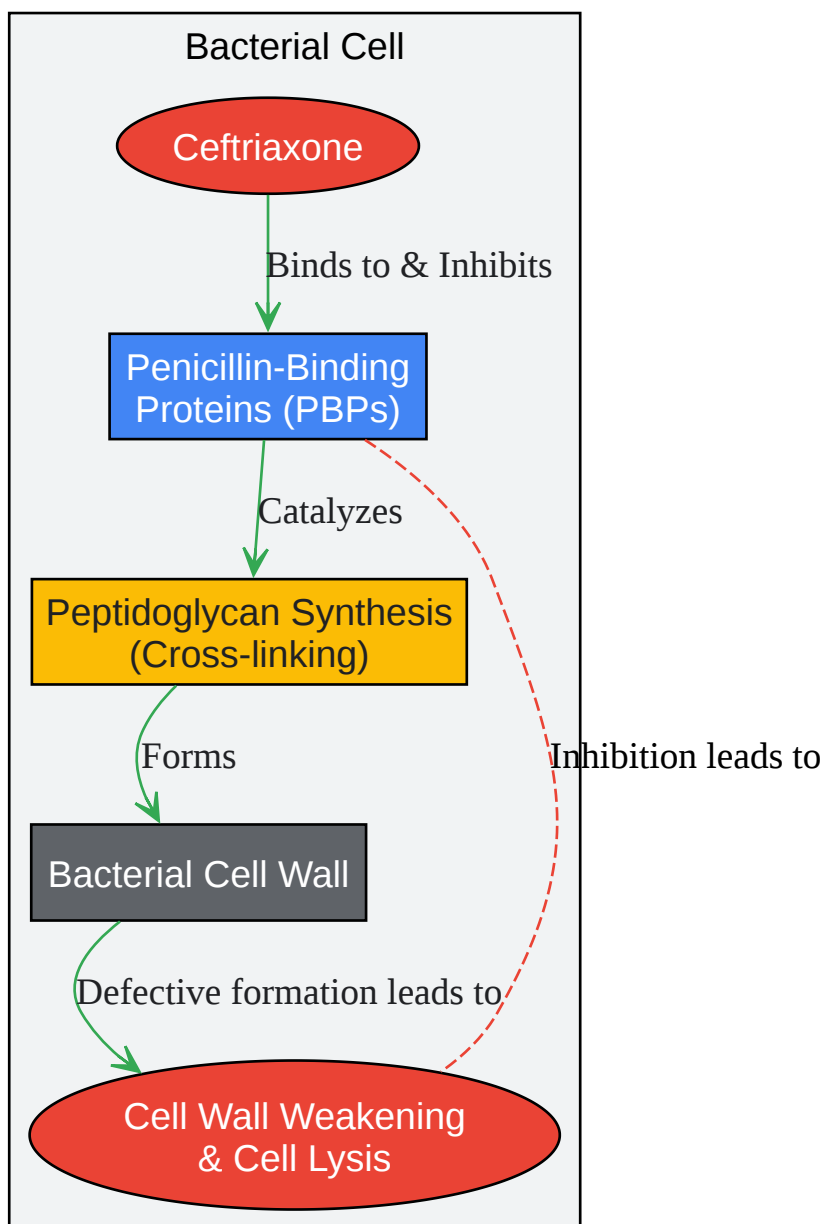 Bacterial Cell
Ceftriaxone
Binds to & Inhibits
Penicillin-Binding
Proteins (PBPs)
Catalyzes
Peptidoglycan Synthesis
(Cross-linking)
Forms
Inhibition leads to
Bacterial Cell Wall
Defective formation leads to
Cell Wall Weakening
& Cell Lysis